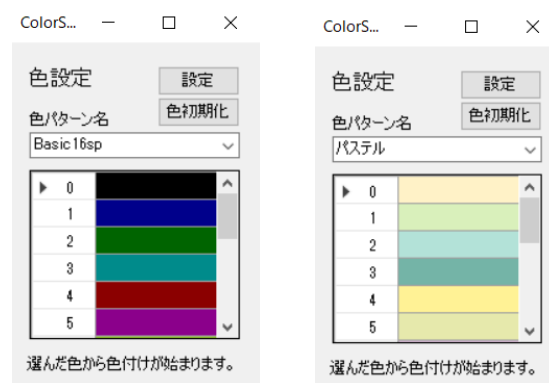 ColorS...
色設定
設定
色パターン名
色初期化
Basic16sp
0
1
2
3
4
5
選んだ色から色付けが始まります。
ColorS...
色設定
設定
色パターン名
色初期化
パステル
0
1
2
3
4
5
選んだ色から色付けが始まります。